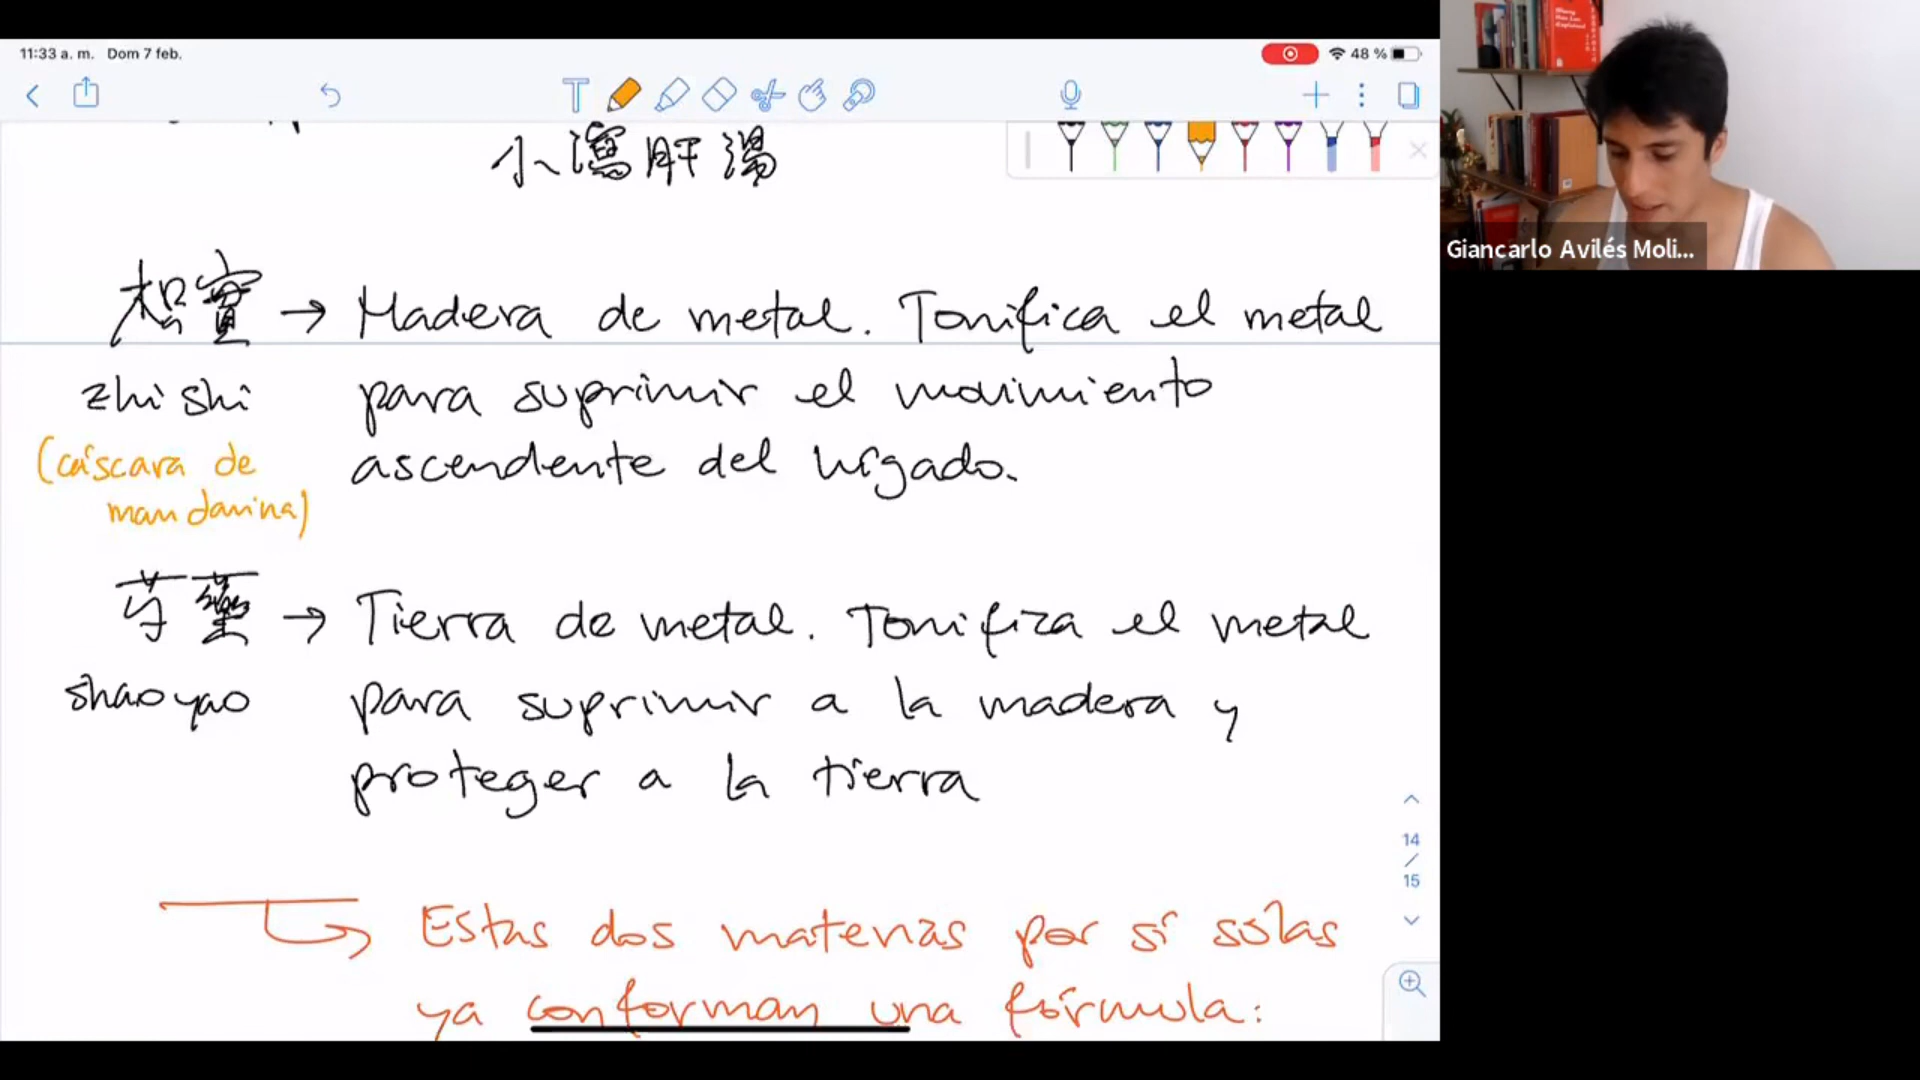 11:33 a. m. Dom 7 feb.
48 %
小瀉肝湯
枳實 → Madera de metal. Tonifica el metal
zhi shi para suprimir el movimiento
(cáscara de mandarina) ascendente del hígado.
芍藥 → Tierra de metal. Tonifiza el metal
shaoyao para suprimir a la madera y
proteger a la tierra
14
/
15
Estas dos materias por sí solas
ya conforman una fórmula:
Giancarlo Avilés Moli...